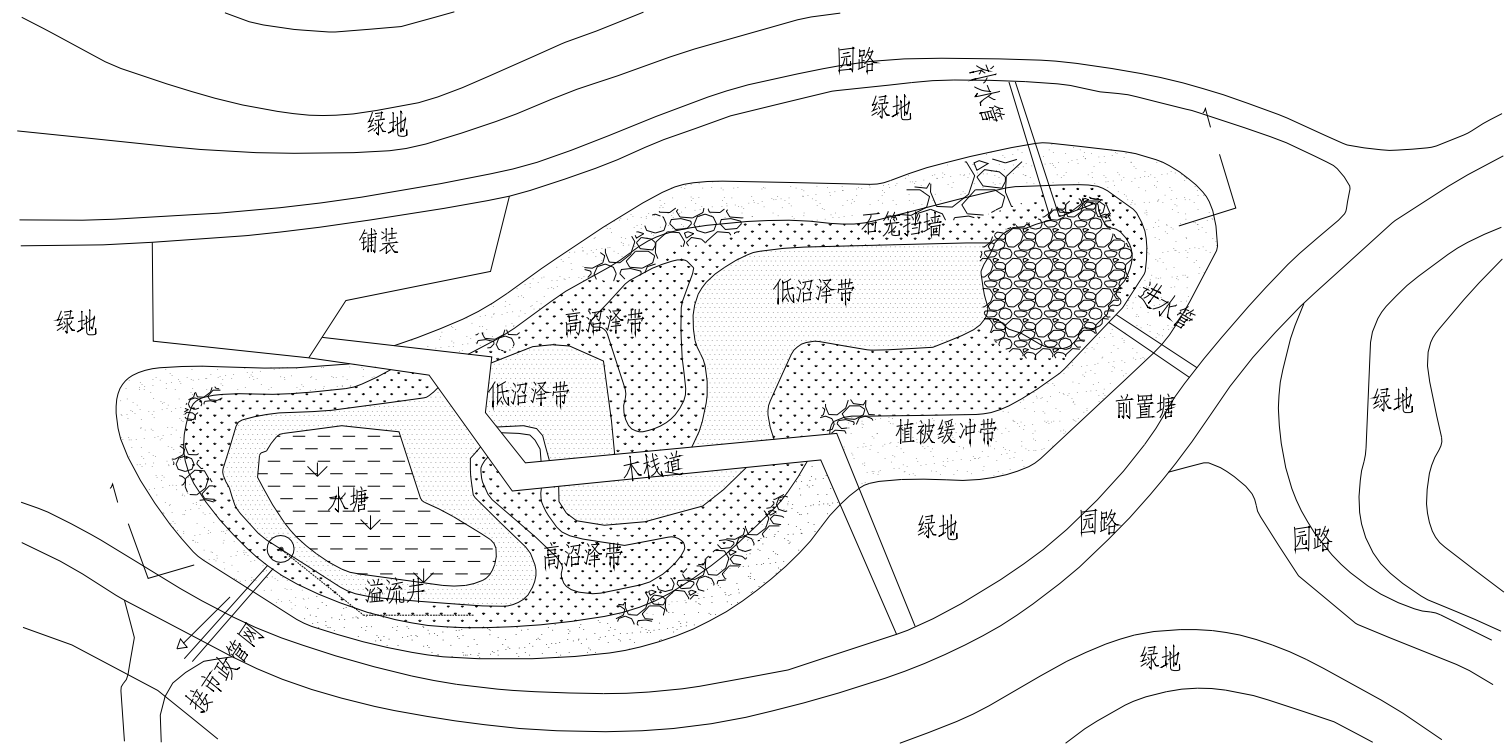 园路
补水管
绿地
绿地
石笼挡墙
铺装
低沼泽带
进水管
高沼泽带
绿地
低沼泽带
前置塘
绿地
植被缓冲带
木栈道
水塘
园路
绿地
园路
高沼泽带
溢流井
接市政管网
绿地